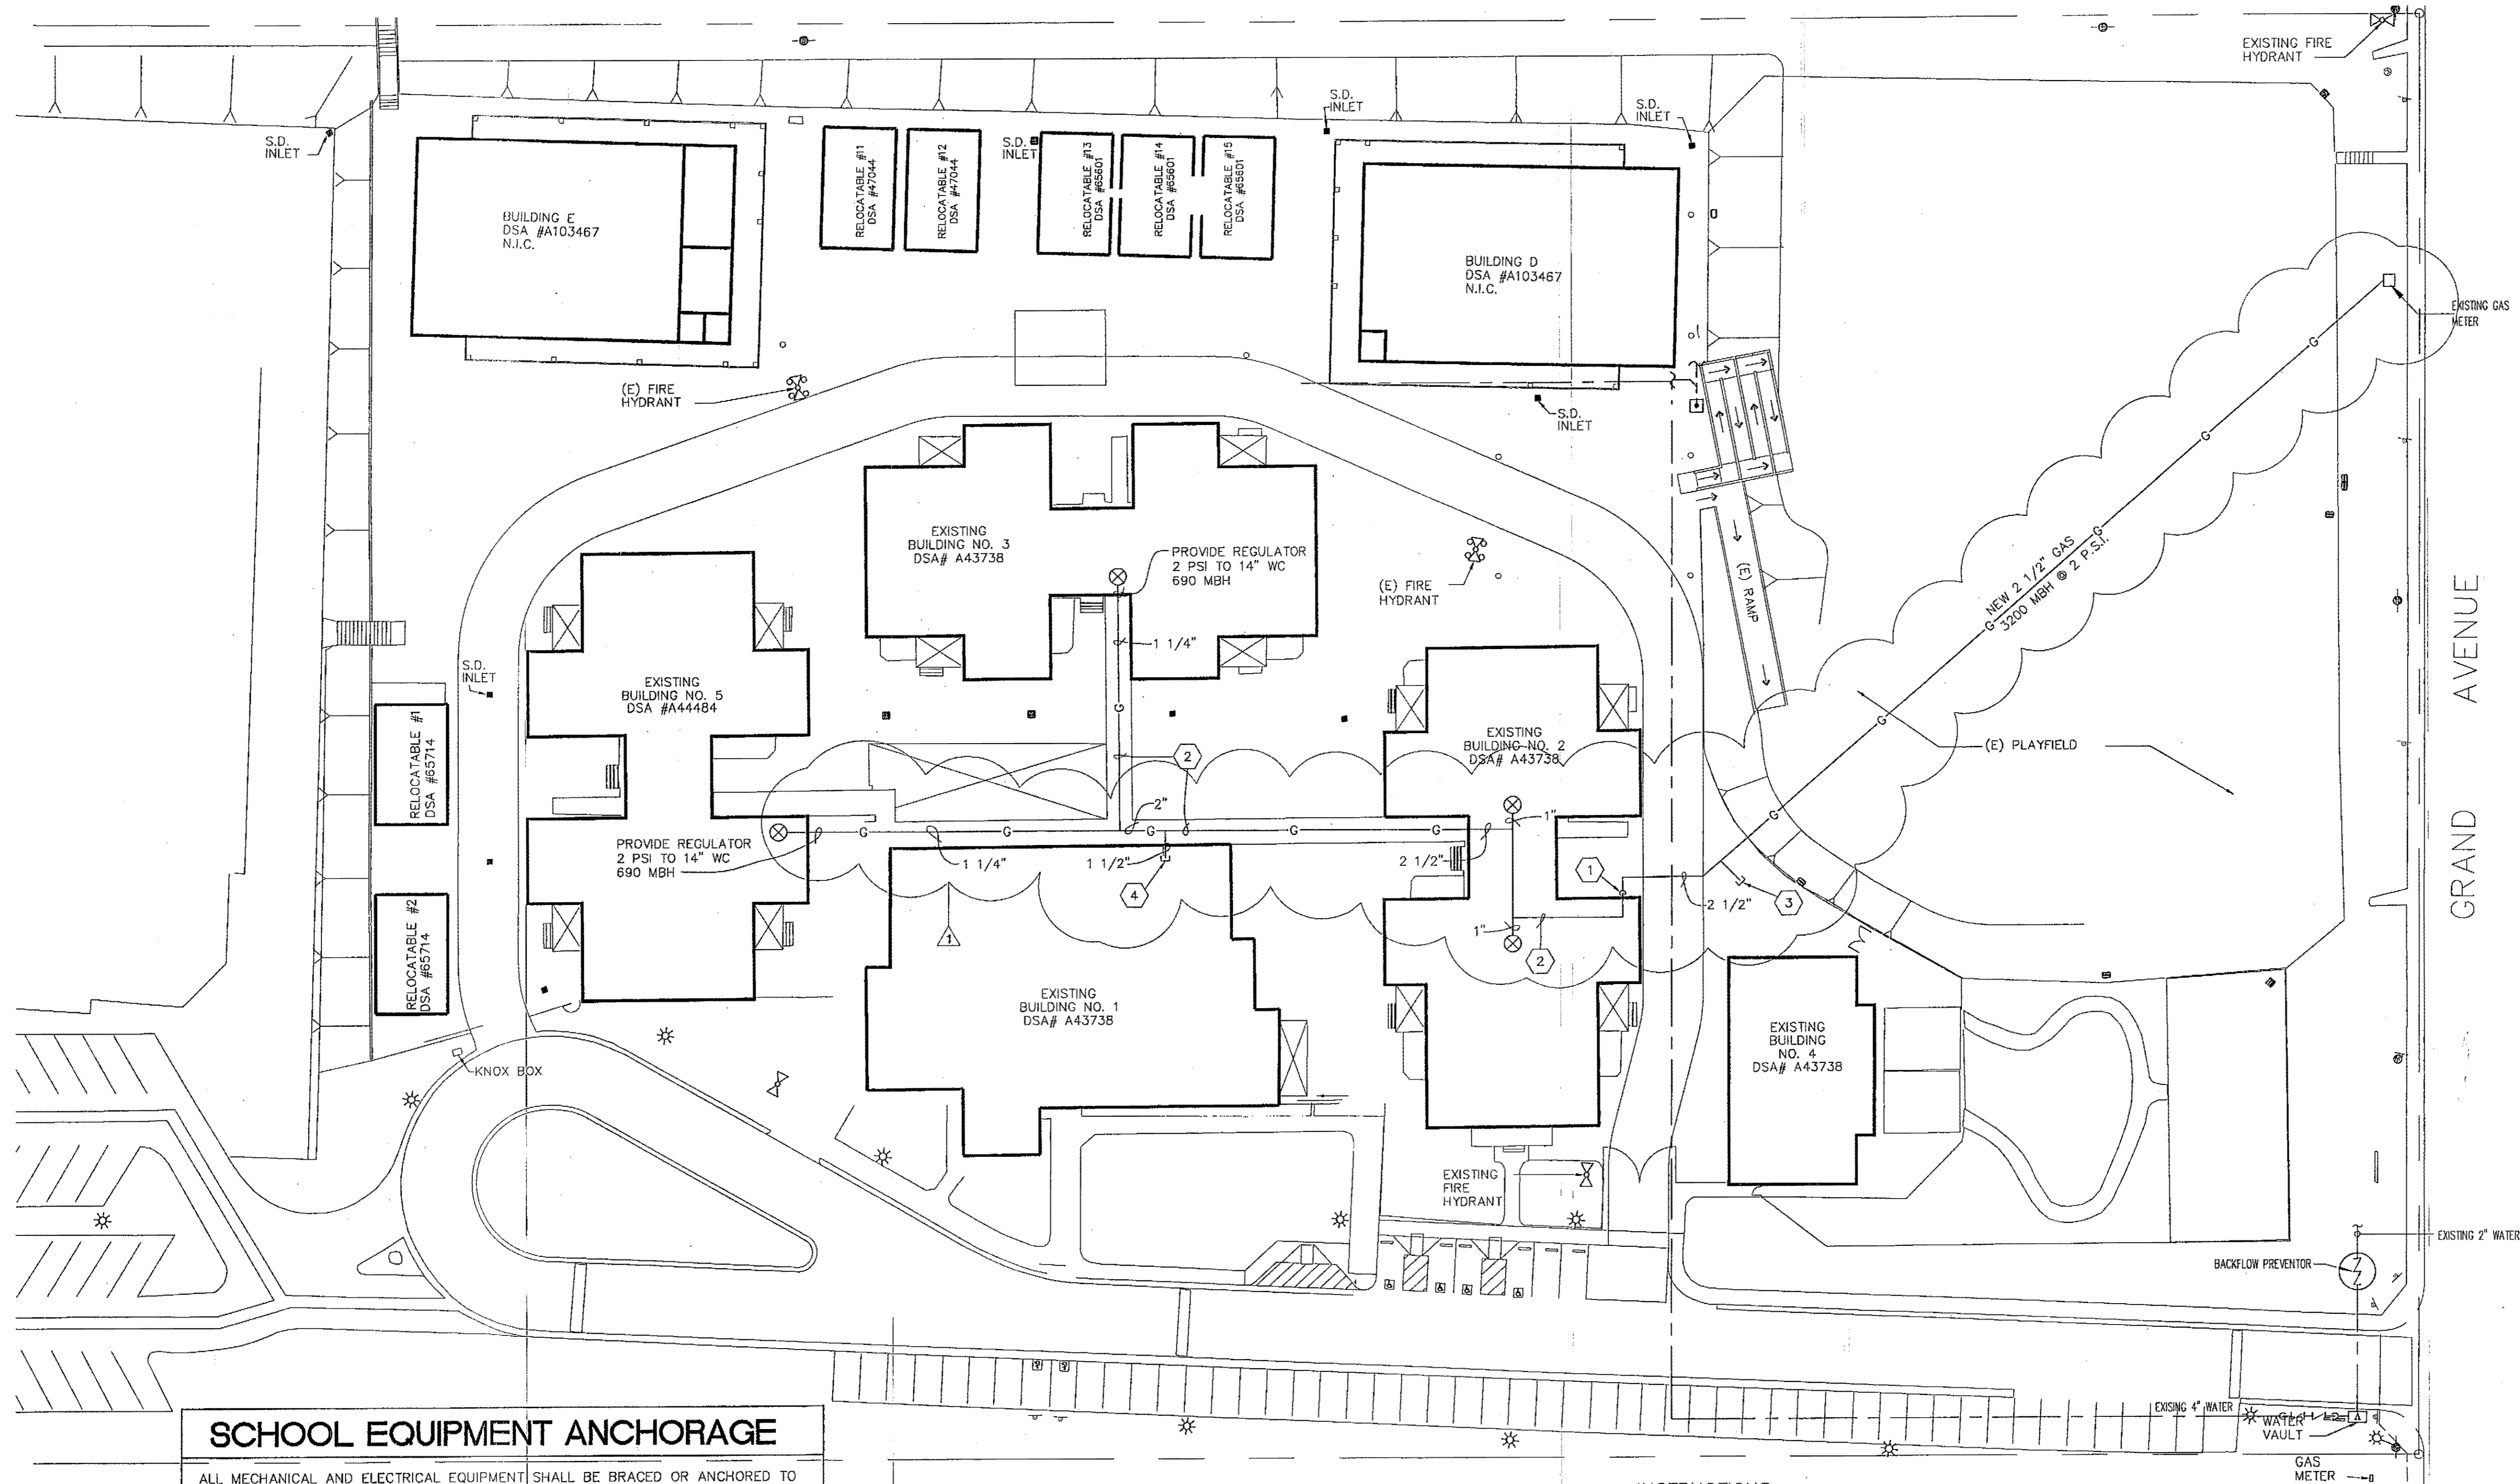 EXISTING FIRE
HYDRANT
S.D.
INLET
S.D.
INLET
S.D.
INLET
S.D.
INLET
RELOCATABLE #11
DSA #47044
RELOCATABLE #12
DSA #47044
RELOCATABLE #13
DSA #65601
RELOCATABLE #14
DSA #65601
RELOCATABLE #15
DSA #65601
BUILDING E
DSA #A103467
N.I.C.
BUILDING D
DSA #A103467
N.I.C.
EXISTING GAS
METER
G
G
(E) FIRE
HYDRANT
S.D.
INLET
EXISTING
BUILDING NO. 3
DSA# A43738
PROVIDE REGULATOR
2 PSI TO 14" WC
690 MBH
1 1/4"
(E) FIRE
HYDRANT
(E) RAMP
G
NEW 2 1/2" GAS
3200 MBH @ 2 P.S.I.
G
G
GRAND AVENUE
S.D.
INLET
EXISTING
BUILDING NO. 5
DSA #A44484
RELOCATABLE #1
DSA #65714
G
2
EXISTING
BUILDING NO. 2
DSA# A43738
(E) PLAYFIELD
G
PROVIDE REGULATOR
2 PSI TO 14" WC
690 MBH
G
G
2"
G
G
G
1"
1 1/4"
1 1/2"
4
2 1/2"
1
2 1/2"
3
1"
2
1
RELOCATABLE #2
DSA #65714
EXISTING
BUILDING NO. 1
DSA# A43738
EXISTING
BUILDING
NO. 4
DSA# A43738
KNOX BOX
EXISTING
FIRE
HYDRANT
EXISTING 2" WATER
BACKFLOW PREVENTOR
EXISING 4" WATER
WATER
VAULT
GAS
METER
SCHOOL EQUIPMENT ANCHORAGE
ALL MECHANICAL AND ELECTRICAL EQUIPMENT SHALL BE BRACED OR ANCHORED TO